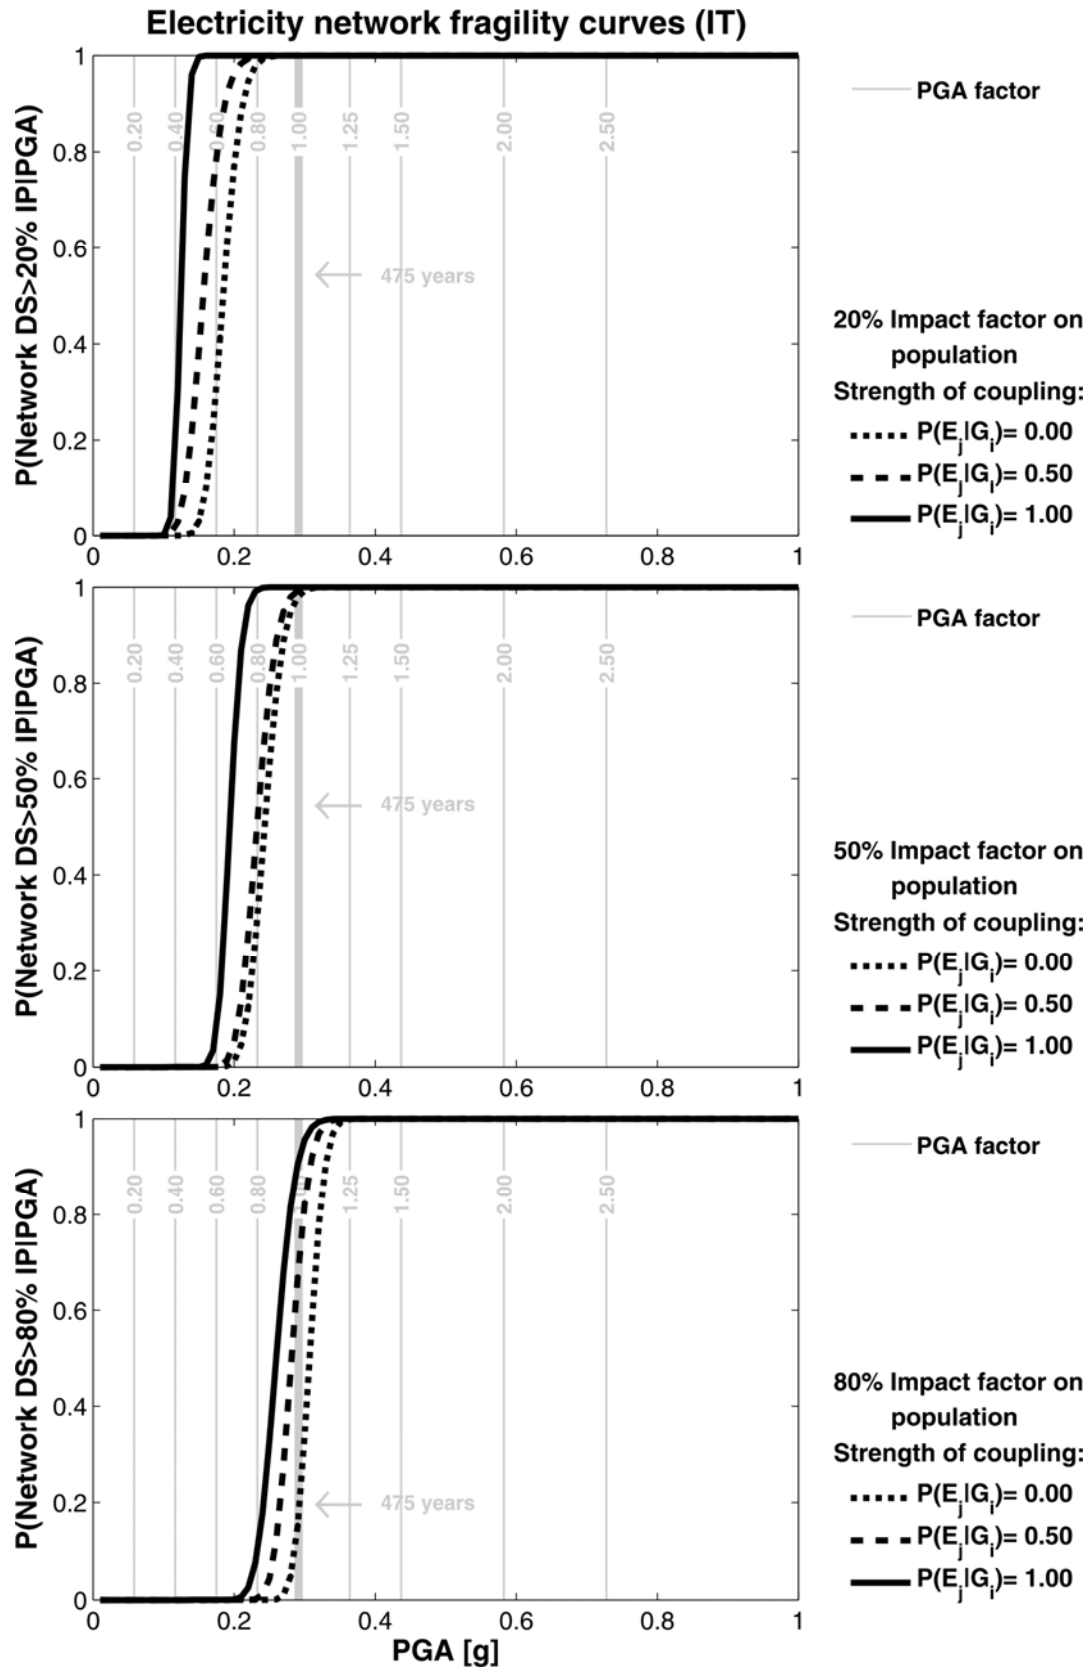 Electricity network fragility curves (IT)
P(Network DS>20% IP|PGA)
1
0.8
0.6
0.4
0.2
0
0.20
0.40
0.60
0.80
1.00
1.25
1.50
2.00
2.50
475 years
0
0.2
0.4
0.6
0.8
1
PGA factor
20% Impact factor on
population
Strength of coupling:
P(Ej|Gi)= 0.00
P(Ej|Gi)= 0.50
P(Ej|Gi)= 1.00
P(Network DS>50% IP|PGA)
1
0.8
0.6
0.4
0.2
0
0.20
0.40
0.60
0.80
1.00
1.25
1.50
2.00
2.50
475 years
0
0.2
0.4
0.6
0.8
1
PGA factor
50% Impact factor on
population
Strength of coupling:
P(Ej|Gi)= 0.00
P(Ej|Gi)= 0.50
P(Ej|Gi)= 1.00
P(Network DS>80% IP|PGA)
1
0.8
0.6
0.4
0.2
0
0.20
0.40
0.60
0.80
1.25
1.50
2.00
2.50
475 years
0
0.2
0.4
0.6
0.8
1
PGA [g]
PGA factor
80% Impact factor on
population
Strength of coupling:
P(Ej|Gi)= 0.00
P(Ej|Gi)= 0.50
P(Ej|Gi)= 1.00